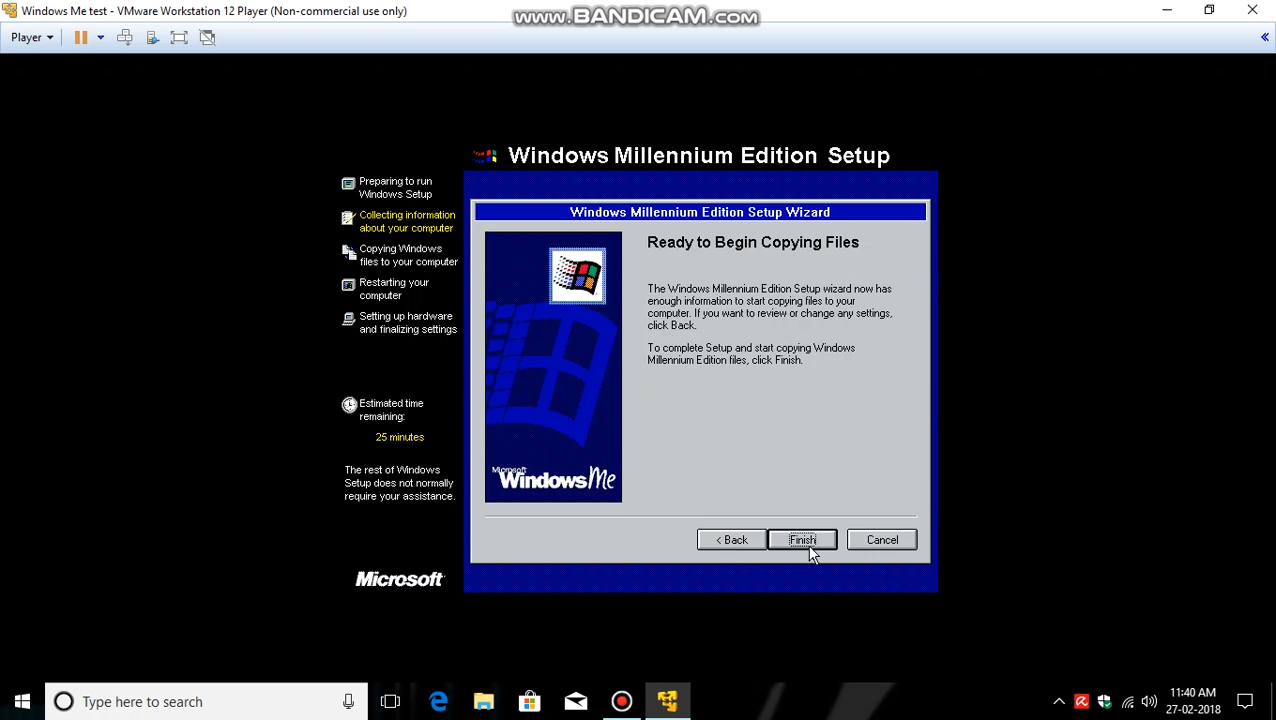 Windows Me test - VMware Workstation 12 Player (Non-commercial use only)
www.BANDICAM.com
Player
Windows Millennium Edition Setup
Preparing to run
Windows Setup
Collecting information
about your computer
Copying Windows
files to your computer
Restarting your
computer
Setting up hardware
and finalizing settings
Estimated time
remaining:
25 minutes
The rest of Windows
Setup does not normally
require your assistance.
Microsoft
Windows Millennium Edition Setup Wizard
Microsoft
Windows Me
Ready to Begin Copying Files
The Windows Millennium Edition Setup wizard now has
enough information to start copying files to your
computer. If you want to review or change any settings,
click Back.
To complete Setup and start copying Windows
Millennium Edition files, click Finish.
< Back
Finish
Cancel
Type here to search
11:40 AM
27-02-2018